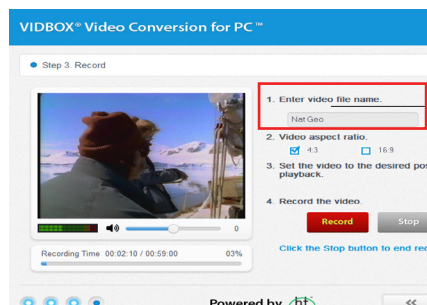 VIDBOX® Video Conversion for PC™
Step 3. Record
1. Enter video file name.
Nat Geo
2. Video aspect ratio.
4:3 16:9
3. Set the video to the desired pos
playback.
4. Record the video.
Record Stop
0
Recording Time 00:02:10 / 00:59:00 03%
Click the Stop button to end rec
Powered by hf